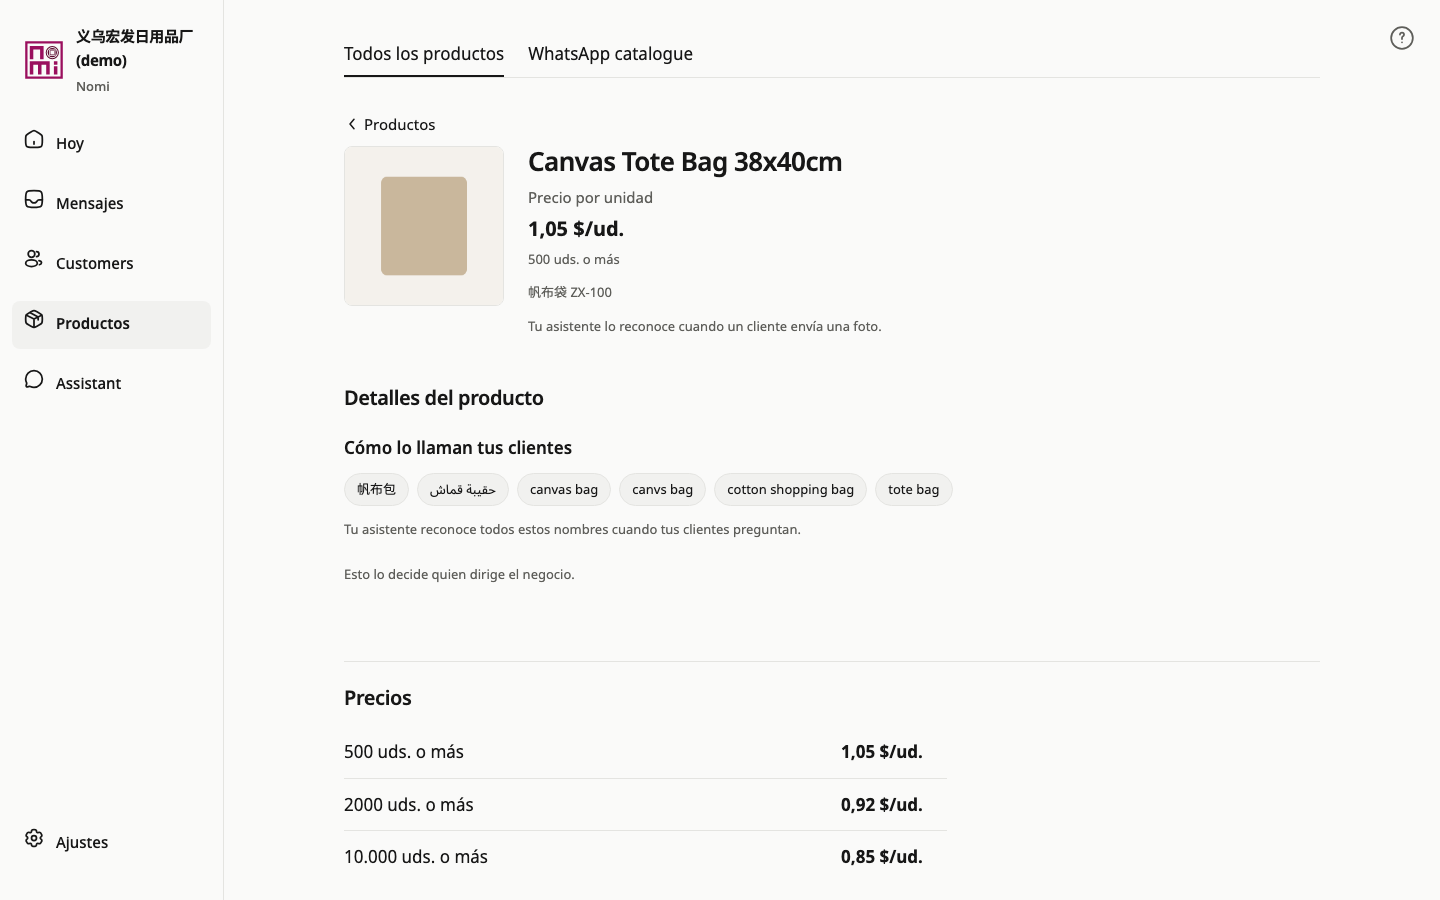 义乌宏发日用品厂
(demo)
Nomi
Hoy
Mensajes
Customers
Productos
Assistant
Ajustes
Todos los productos
WhatsApp catalogue
Productos
Canvas Tote Bag 38x40cm
Precio por unidad
1,05 $/ud.
500 uds. o más
帆布袋 ZX-100
Tu asistente lo reconoce cuando un cliente envía una foto.
Detalles del producto
Cómo lo llaman tus clientes
帆布包
حقيبة قماش
canvas bag
canvs bag
cotton shopping bag
tote bag
Tu asistente reconoce todos estos nombres cuando tus clientes preguntan.
Esto lo decide quien dirige el negocio.
Precios
500 uds. o más 1,05 $/ud.
2000 uds. o más 0,92 $/ud.
10.000 uds. o más 0,85 $/ud.